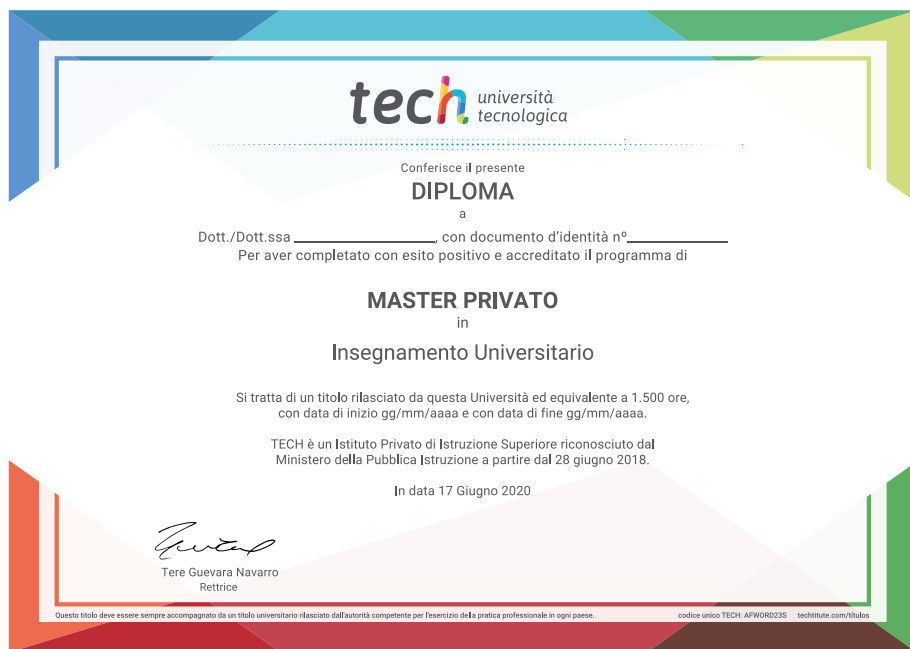 tech università
tecnologica
Conferisce il presente
DIPLOMA
a
Dott./Dott.ssa _________________, con documento d'identità nº____________
Per aver completato con esito positivo e accreditato il programma di
MASTER PRIVATO
in
Insegnamento Universitario
Si tratta di un titolo rilasciato da questa Università ed equivalente a 1.500 ore,
con data di inizio gg/mm/aaaa e con data di fine gg/mm/aaaa.
TECH è un Istituto Privato di Istruzione Superiore riconosciuto dal
Ministero della Pubblica Istruzione a partire dal 28 giugno 2018.
In data 17 Giugno 2020
Tere Guevara Navarro
Rettrice
Questo titolo deve essere sempre accompagnato da un titolo universitario rilasciato dall'autorità competente per l'esercizio della pratica professionale in ogni paese. codice unico TECH: AFWORD23S techtitute.com/titulos